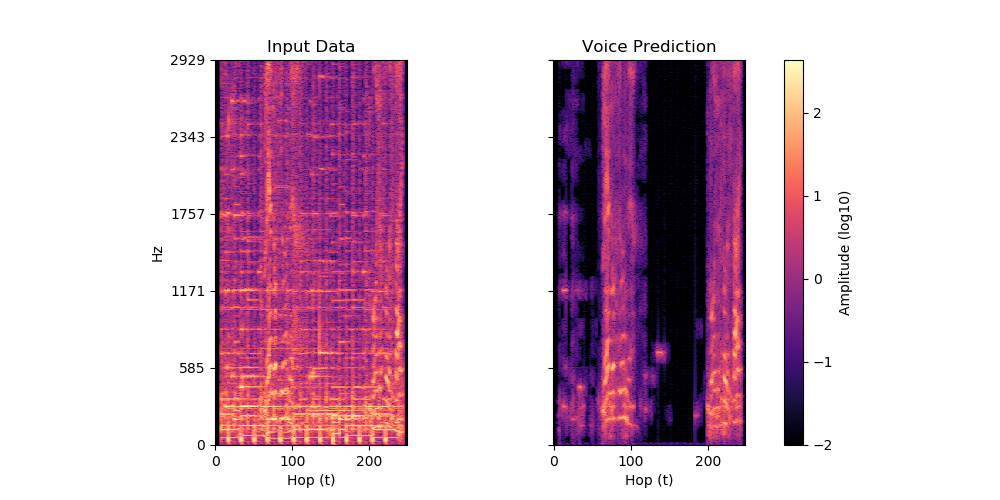 Input Data
Voice Prediction
2929
2343
1757
1171
585
0
Hz
0 100 200
Hop (t)
0 100 200
Hop (t)
2
1
0
−1
−2
Amplitude (log10)